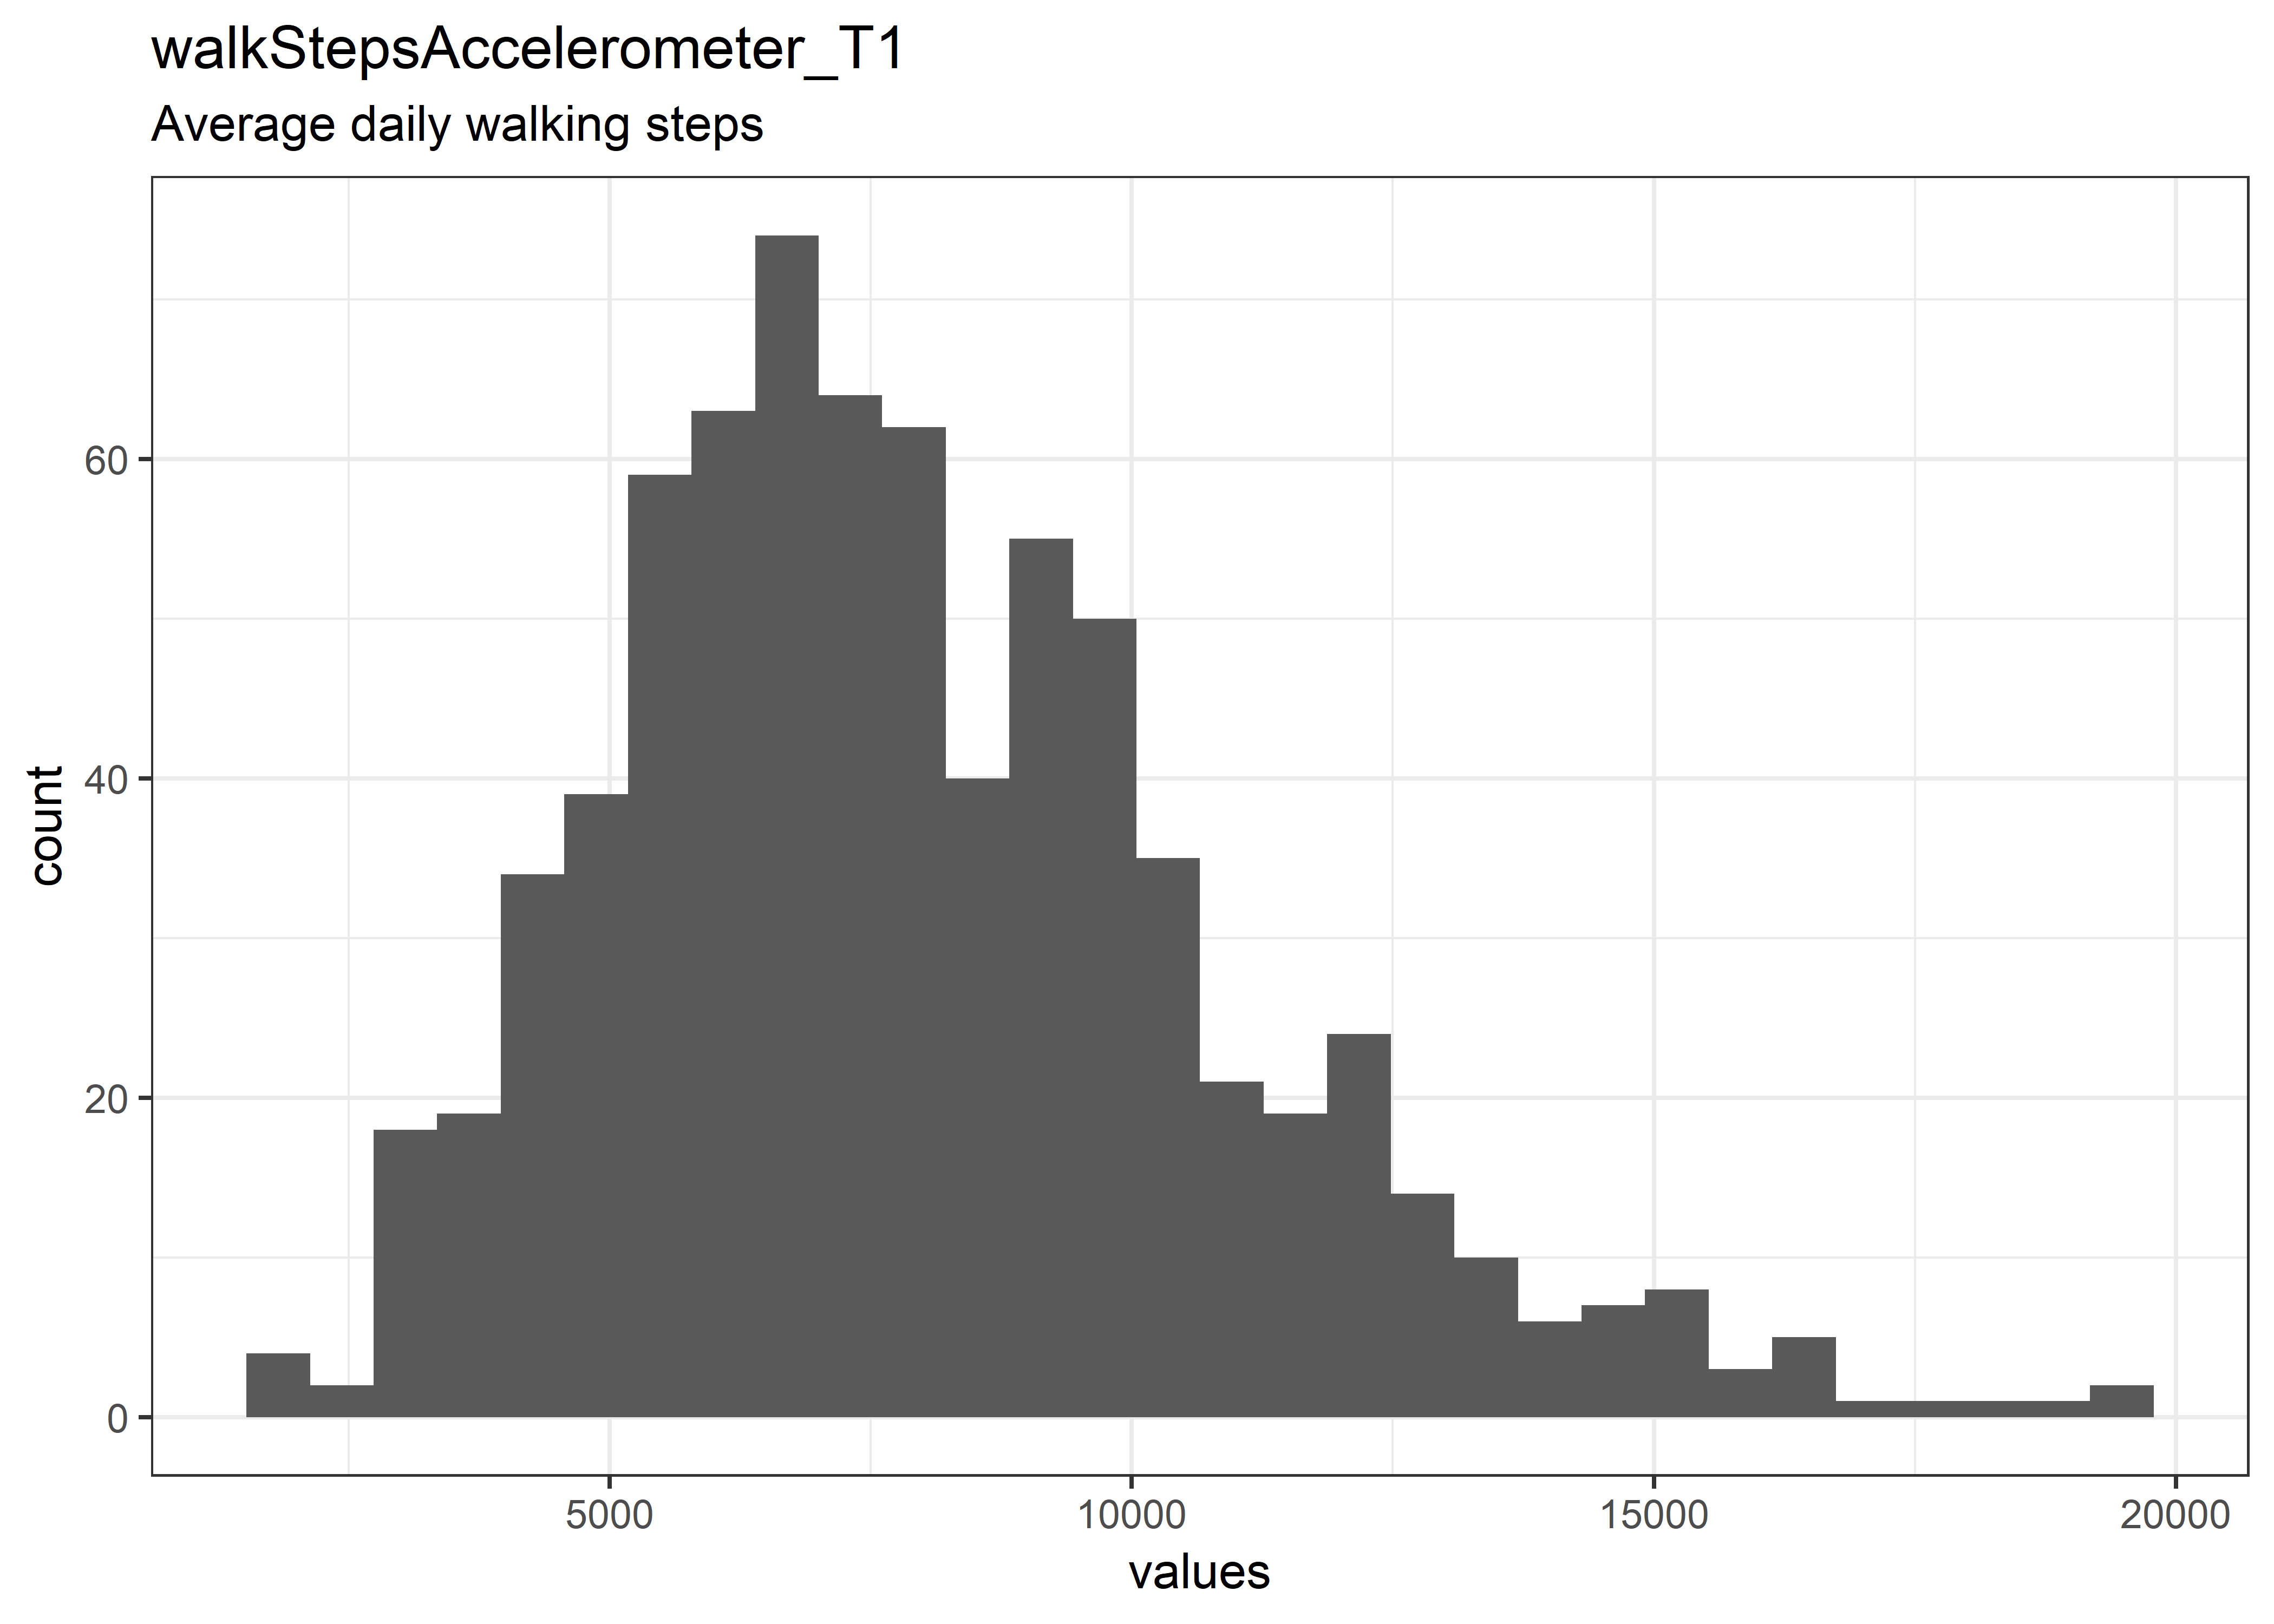 walkStepsAccelerometer_T1
Average daily walking steps
count
60
40
20
0
5000 10000 15000 20000
values